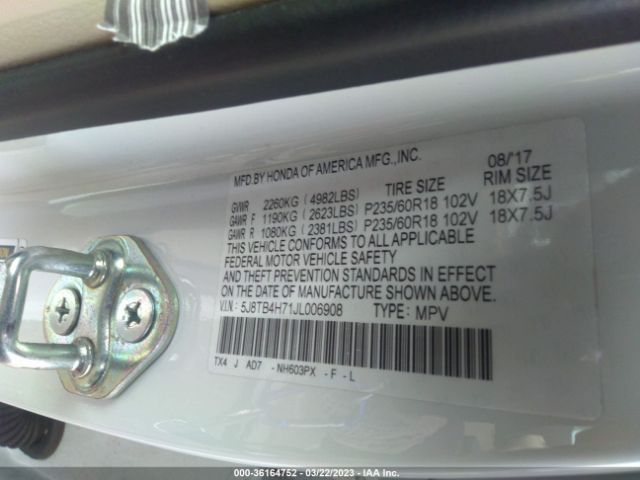 MFD.BY HONDA OF AMERICA MFG.,INC. 08/'17
TIRE SIZE RIM SIZE
GVWR 2260KG (4982LBS)
GAWR F 1190KG (2623LBS) P235/60R18 102V 18X7.5J
GAWR R 1080KG (2381LBS) P235/60R18 102V 18X7.5J
THIS VEHICLE CONFORMS TO ALL APPLICABLE
FEDERAL MOTOR VEHICLE SAFETY
AND THEFT PREVENTION STANDARDS IN EFFECT
ON THE DATE OF MANUFACTURE SHOWN ABOVE.
V.I.N.: 5J8TB4H71JL006908 TYPE: MPV
TX4 J AD7 -NH603PX -F-L
000-36164752 - 03/22/2023 - IAA Inc.